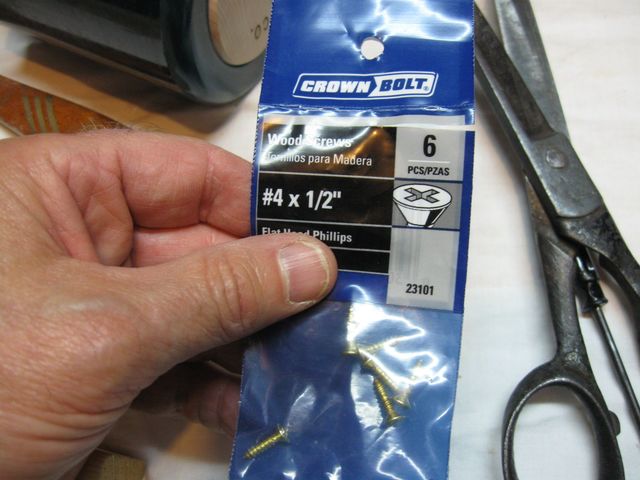 CROWN BOLT®
Wood Screws
Tornillos para Madera
6
PCS/PZAS
#4 x 1/2"
Flat Head Phillips
23101